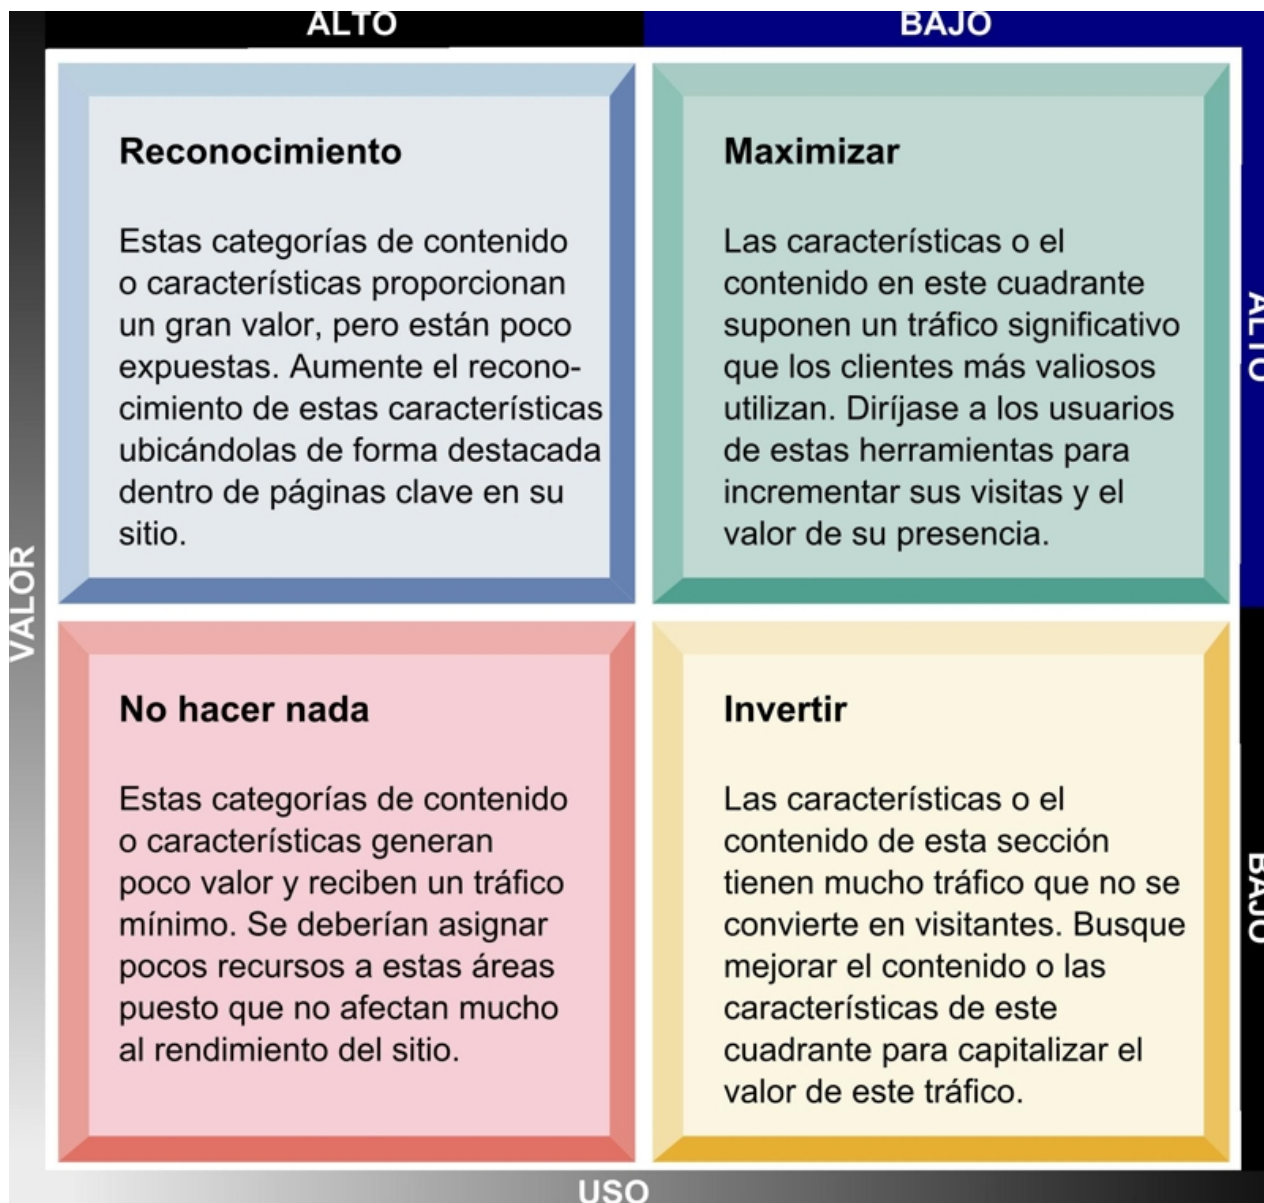 ALTO
BAJO
Reconocimiento
Estas categorías de contenido
o características proporcionan
un gran valor, pero están poco
expuestas. Aumente el recono-
cimiento de estas características
ubicándolas de forma destacada
dentro de páginas clave en su
sitio.
Maximizar
Las características o el
contenido en este cuadrante
suponen un tráfico significativo
que los clientes más valiosos
utilizan. Diríjase a los usuarios
de estas herramientas para
incrementar sus visitas y el
valor de su presencia.
ALTO
VALOR
No hacer nada
Estas categorías de contenido
o características generan
poco valor y reciben un tráfico
mínimo. Se deberían asignar
pocos recursos a estas áreas
puesto que no afectan mucho
al rendimiento del sitio.
Invertir
Las características o el
contenido de esta sección
tienen mucho tráfico que no se
convierte en visitantes. Busque
mejorar el contenido o las
características de este
cuadrante para capitalizar el
valor de este tráfico.
BAJO
USO